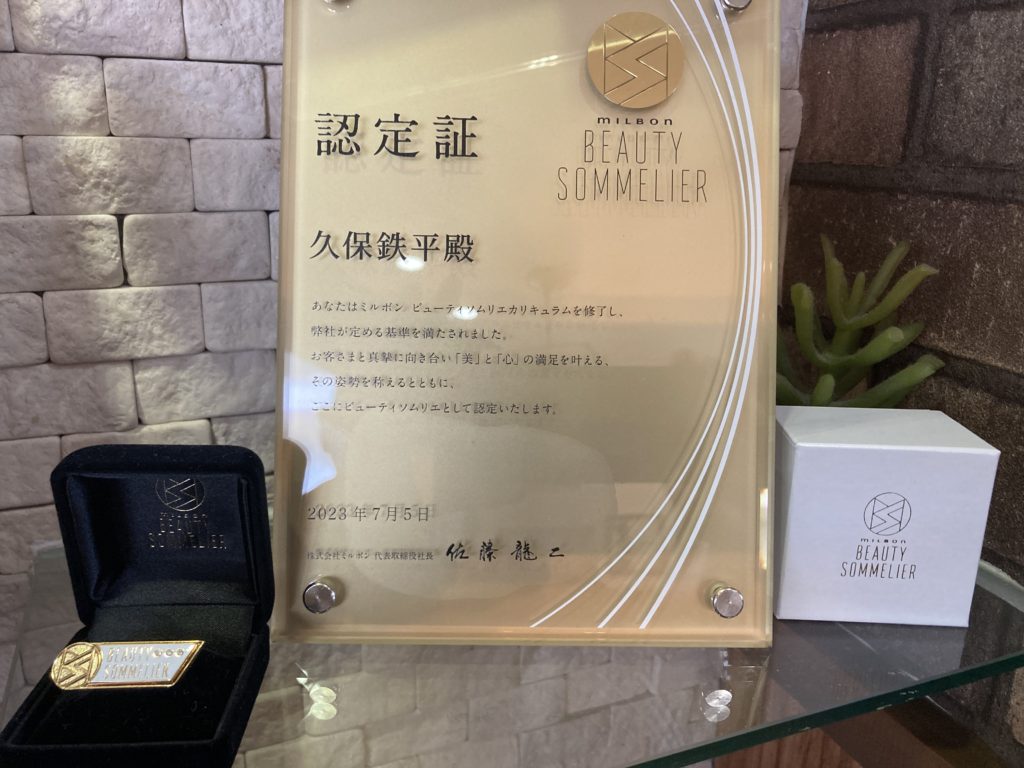 認定証
milbon
BEAUTY
SOMMELIER
久保鉄平殿
あなたはミルボン ビューティソムリエカリキュラムを修了し、
弊社が定める基準を満たされました。
お客さまと真摯に向き合い「美」と「心」の満足を叶える、
その姿勢を称えるとともに、
ここにビューティソムリエとして認定いたします。
2023年7月5日
株式会社ミルボン 代表取締役社長 佐藤龍二
milbon
BEAUTY
SOMMELIER
BEAUTY
SOMMELIER
milbon
BEAUTY
SOMMELIER